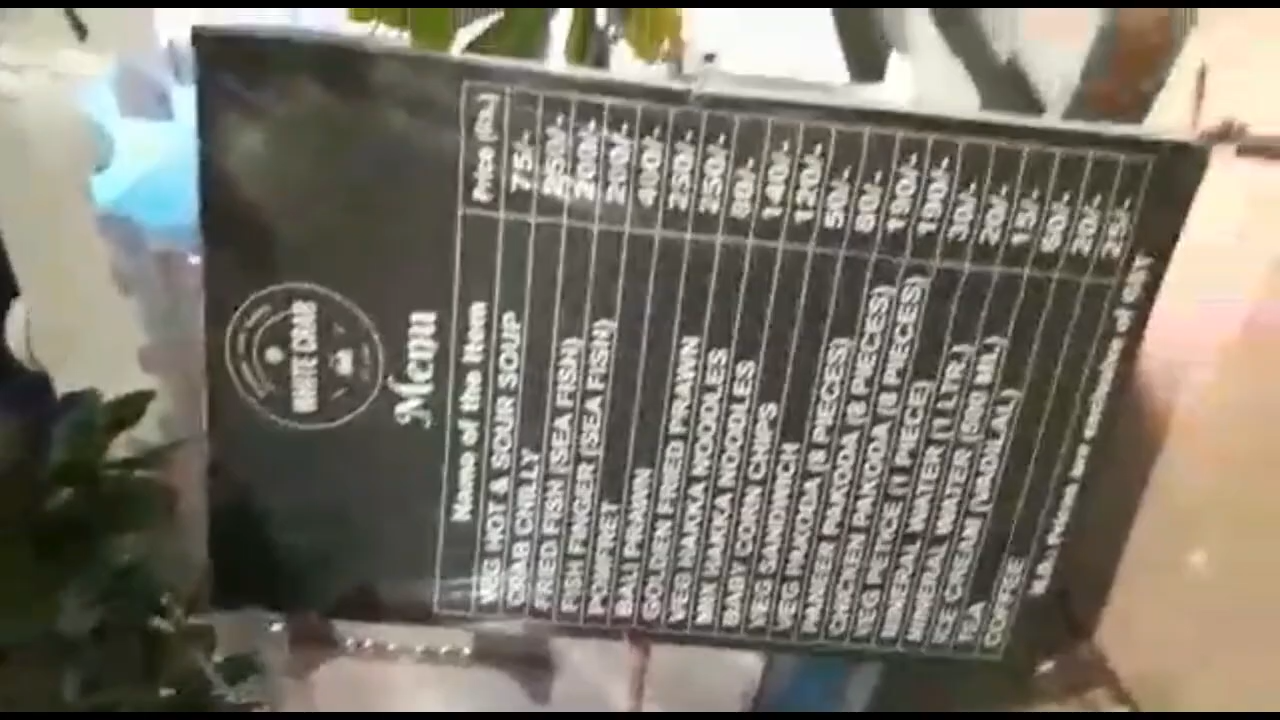 WHITE CRAB
Menu
Name of the Item Price (Rs.)
VEG HOT & SOUR SOUP 75/-
CRAB CHILLY 250/-
FRIED FISH (SEA FISH) 200/-
FISH FINGER (SEA FISH) 200/-
POMFRET 400/-
BALI PRAWN 250/-
GOLDEN FRIED PRAWN 250/-
VEG HAKKA NOODLES 80/-
MIX HAKKA NOODLES 140/-
BABY CORN CHIPS 120/-
VEG SANDWICH 50/-
VEG PAKODA (8 PIECES) 80/-
PANEER PAKODA (8 PIECES) 190/-
CHICKEN PAKODA (8 PIECES) 190/-
VEG PETICE (1 PIECE) 30/-
MINERAL WATER (1 LTR.) 20/-
MINERAL WATER (500 ML) 15/-
ICE CREAM (VADILAL) 60/-
TEA 20/-
COFFEE 25/-
N.B.: Prices are exclusive of GST